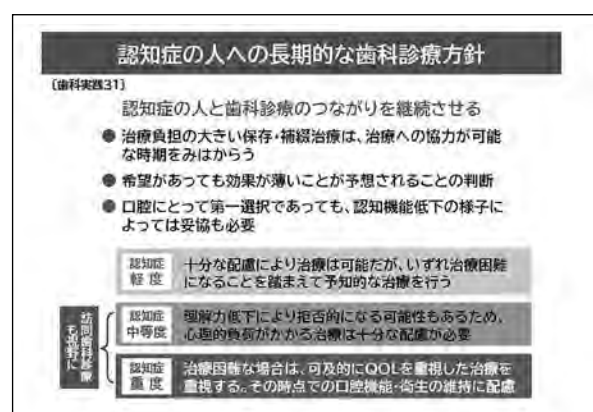 認知症の人への長期的な歯科診療方針
〔歯科実践31〕
認知症の人と歯科診療のつながりを継続させる
● 治療負担の大きい保存・補綴治療は、治療への協力が可能
な時期をみはからう
● 希望があっても効果が薄いことが予想されることの判断
● 口腔にとって第一選択であっても、認知機能低下の様子に
よっては妥協も必要
認知症
軽度
十分な配慮により治療は可能だが、いずれ治療困難
になることを踏まえて予知的な治療を行う
訪問歯科診療
も視野に
認知症
中等度
理解力低下により拒否的になる可能性もあるため、
心理的負荷がかかる治療は十分な配慮が必要
認知症
重度
治療困難な場合は、可及的にQOLを重視した治療を
重視する。その時点での口腔機能・衛生の維持に配慮